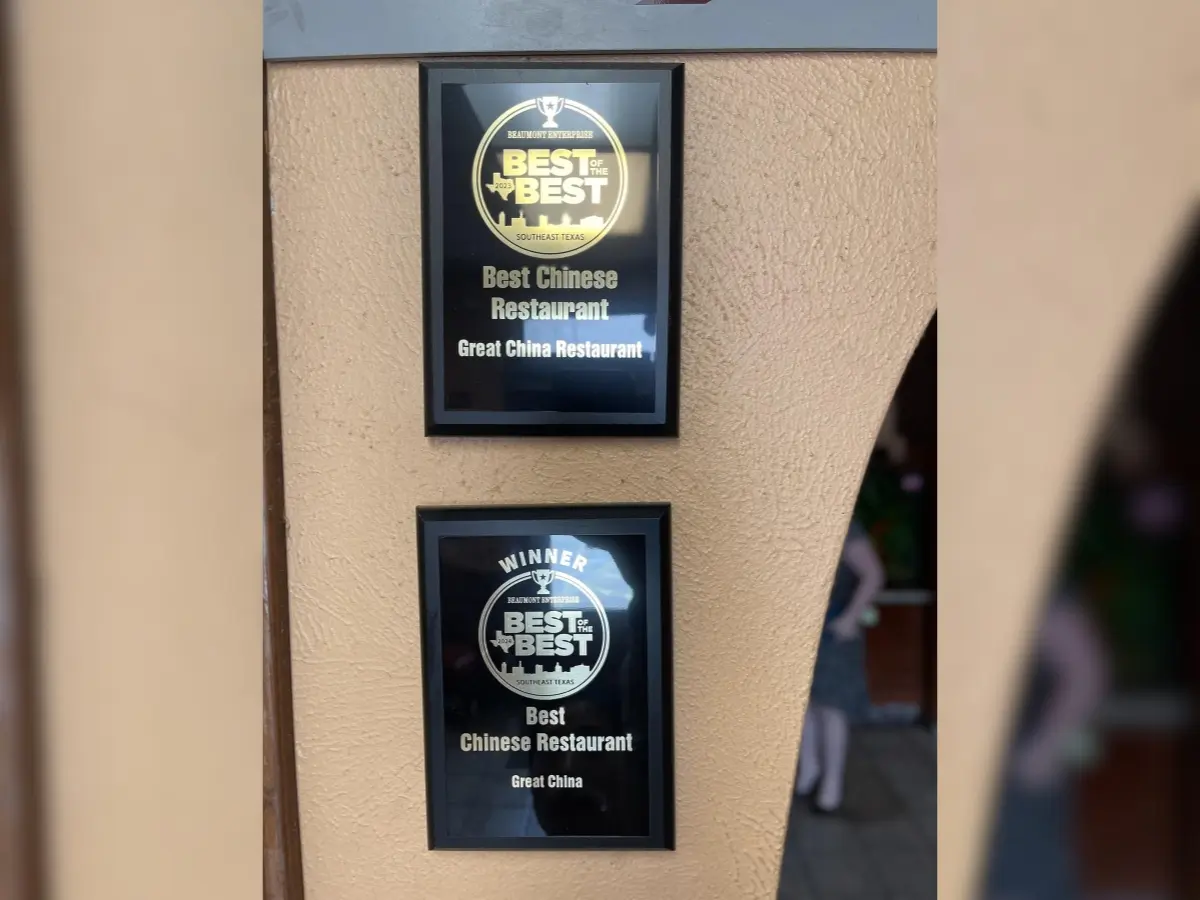 BEAUMONT ENTERPRISE
BEST OF THE
2023 BEST
SOUTHEAST TEXAS
Best Chinese
Restaurant
Great China Restaurant
WINNER
BEAUMONT ENTERPRISE
BEST OF THE
2024 BEST
SOUTHEAST TEXAS
Best
Chinese Restaurant
Great China